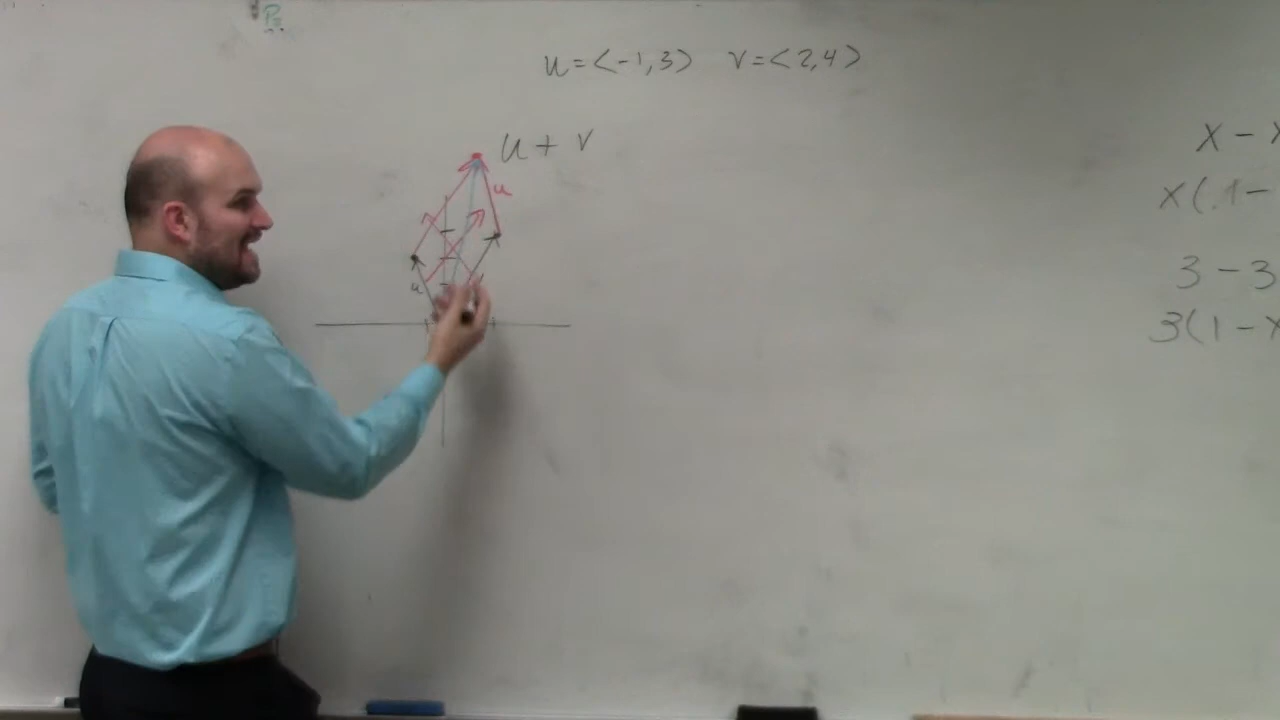 u=<-1,3> v=<2,4>
u + v
u
u
x -
x(1-
3 - 3
3(1-x